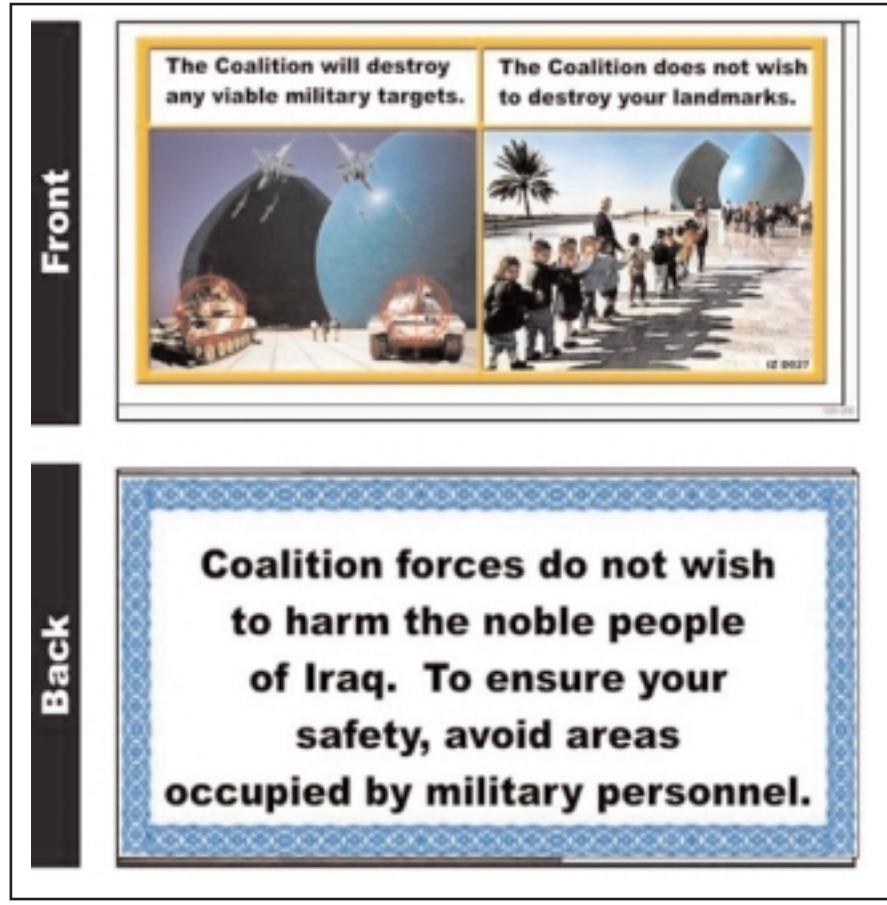 Front
The Coalition will destroy
any viable military targets.
The Coalition does not wish
to destroy your landmarks.
IZ D027
Back
Coalition forces do not wish
to harm the noble people
of Iraq. To ensure your
safety, avoid areas
occupied by military personnel.